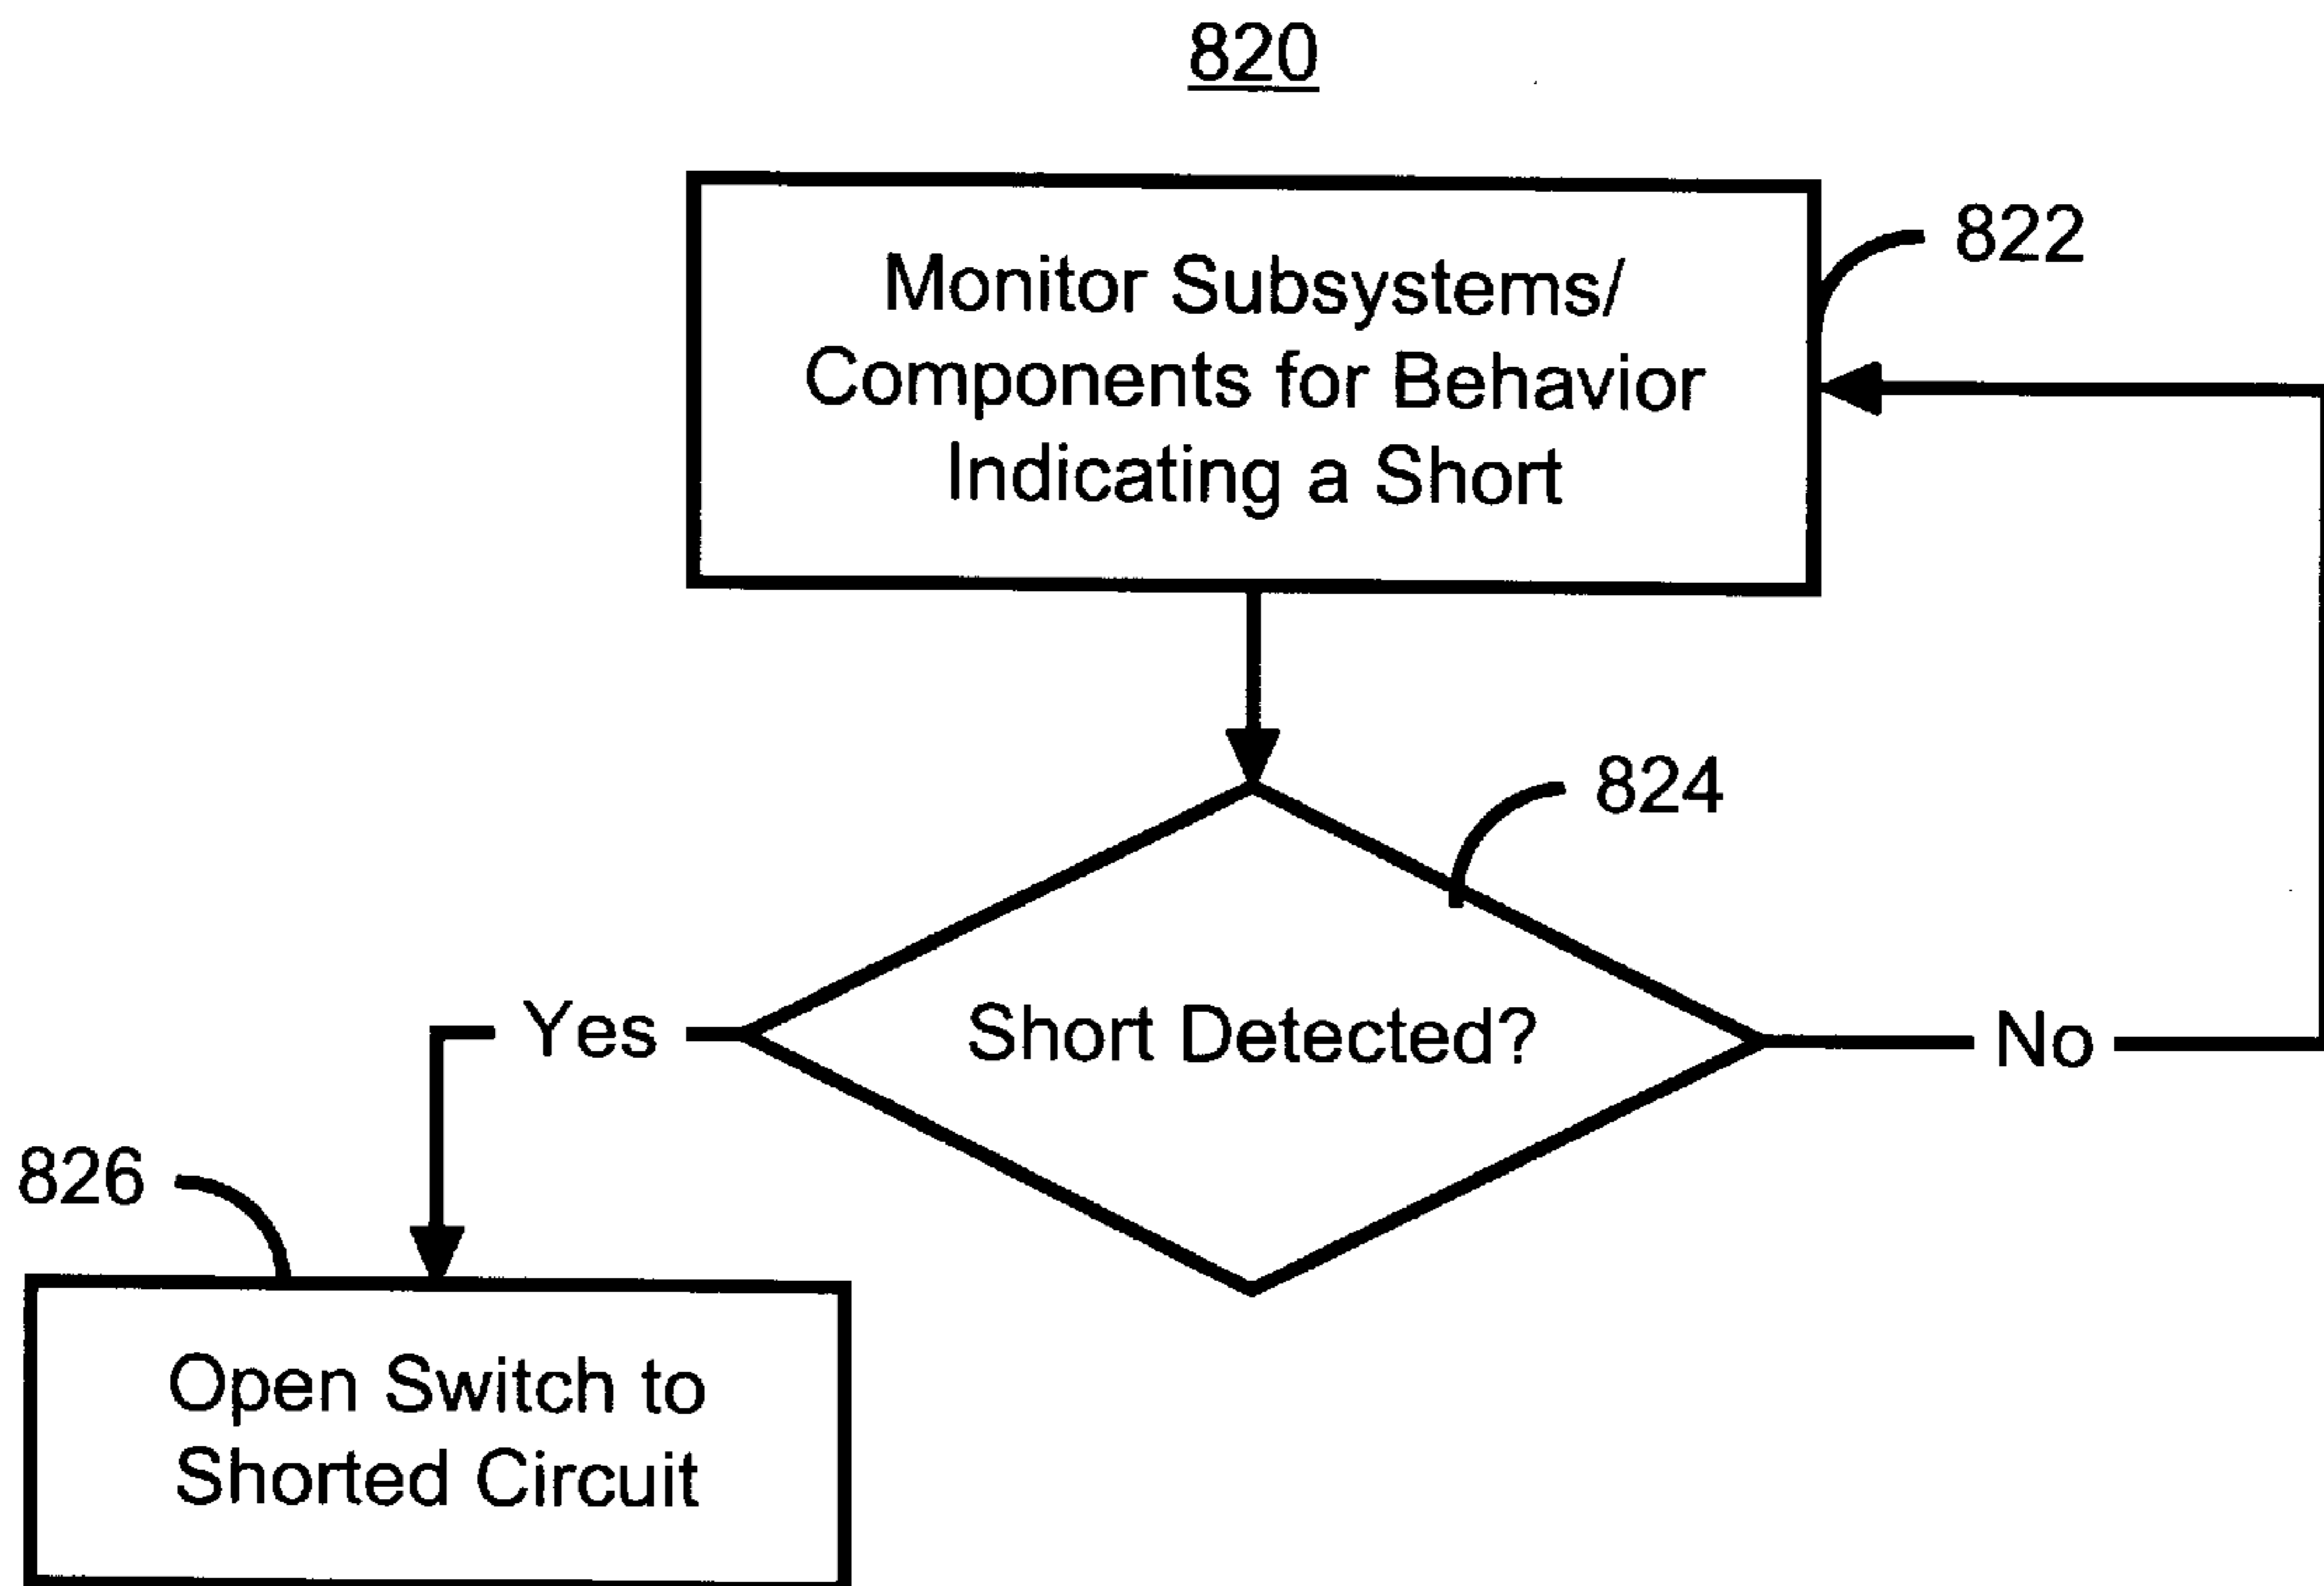 820
Monitor Subsystems/
Components for Behavior
Indicating a Short
822
824
Short Detected?
Yes
No
826
Open Switch to
Shorted Circuit